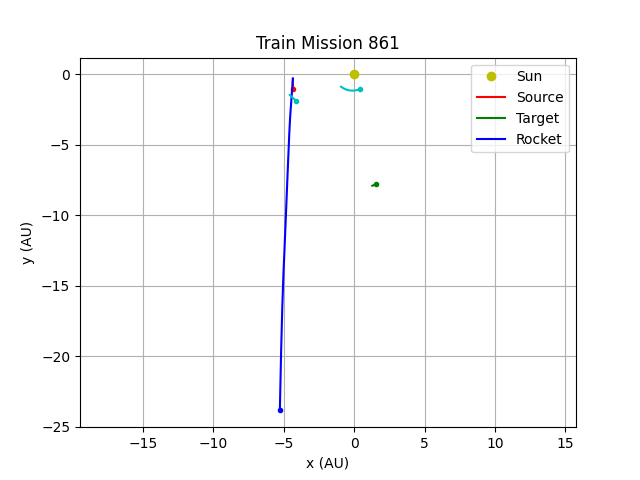 Train Mission 861
Sun
Source
Target
Rocket
0
−5
−10
−15
−20
−25
y (AU)
−15
−10
−5
0
5
10
15
x (AU)